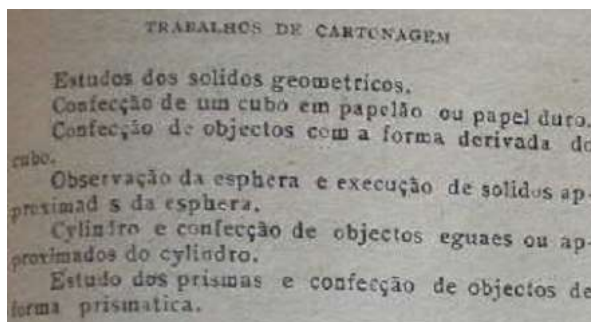 TRABALHOS DE CARTONAGEM
Estudos dos solidos geometricos.
Confecção de um cubo em papelão ou papel duro.
Confecção de objectos com a forma derivada do
cubo.
Observação da esphera e execução de solidos ap-
proximad s da esphera.
Cylindro e confecção de objectos eguaes ou ap-
proximados do cylindro.
Estudo dos prismas e confecção de objectos de
forma prismatica.